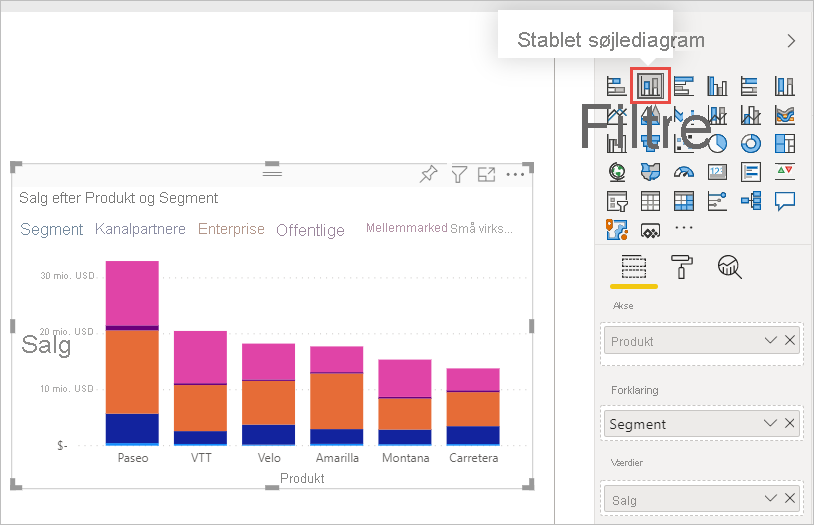 Stablet søjlediagram
Filtre
Salg efter Produkt og Segment
Segment Kanalpartnere Enterprise Offentlige Mellemmarked Små virks...
30 mio. USD
20 mio. USD
Salg
10 mio. USD
$-
Paseo VTT Velo Amarilla Montana Carretera
Produkt
123
Akse
Produkt
Forklaring
Segment
Værdier
Salg